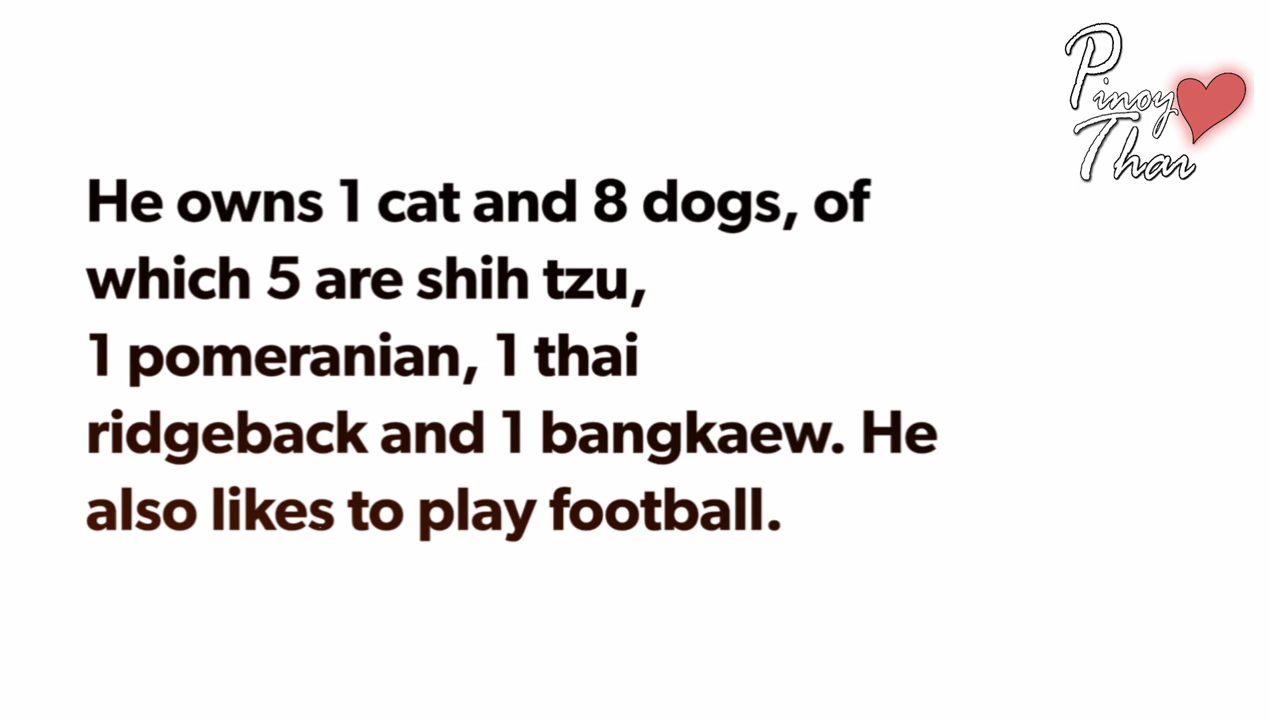 Pinoy
Thai
He owns 1 cat and 8 dogs, of
which 5 are shih tzu,
1 pomeranian, 1 thai
ridgeback and 1 bangkaew. He
also likes to play football.